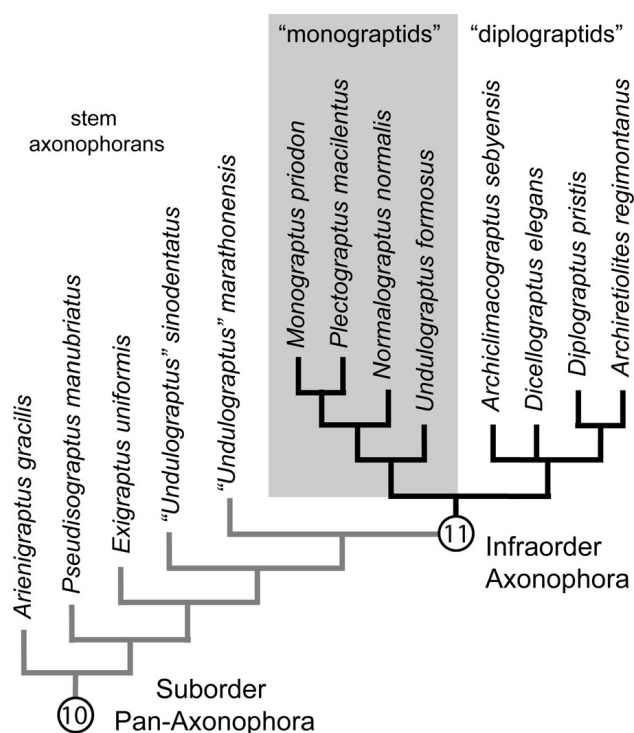 “monograptids”
“diplograptids”
stem
axonophorans
Arienigraptus gracilis
Pseudisograptus manubriatus
Exigraptus uniformis
“Undulograptus” sinodentatus
“Undulograptus” marathonensis
Monograptus priodon
Plectograptus macilentus
Normalograptus normalis
Undulograptus formosus
Archiclimacograptus sebyensis
Dicellograptus elegans
Diplograptus pristis
Archiretiolites regimontanus
11
Infraorder
Axonophora
10
Suborder
Pan-Axonophora